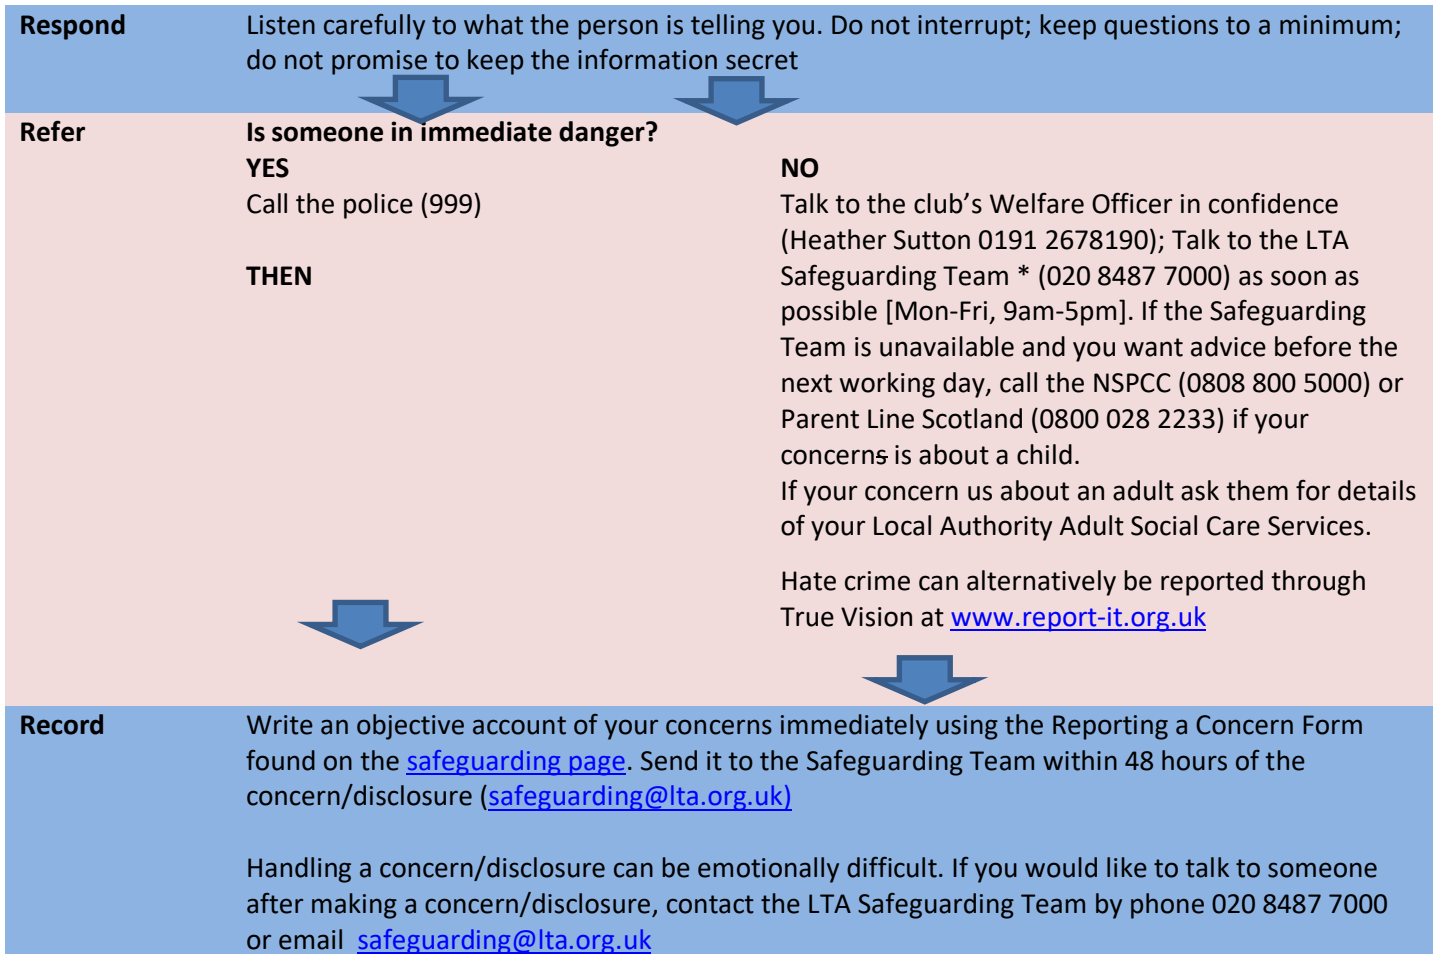 Respond
Listen carefully to what the person is telling you. Do not interrupt; keep questions to a minimum;
do not promise to keep the information secret
Refer
Is someone in immediate danger?
YES
Call the police (999)
THEN
NO
Talk to the club’s Welfare Officer in confidence
(Heather Sutton 0191 2678190); Talk to the LTA
Safeguarding Team * (020 8487 7000) as soon as
possible [Mon-Fri, 9am-5pm]. If the Safeguarding
Team is unavailable and you want advice before the
next working day, call the NSPCC (0808 800 5000) or
Parent Line Scotland (0800 028 2233) if your
concerns is about a child.
If your concern us about an adult ask them for details
of your Local Authority Adult Social Care Services.
Hate crime can alternatively be reported through
True Vision at www.report-it.org.uk
Record
Write an objective account of your concerns immediately using the Reporting a Concern Form
found on the safeguarding page. Send it to the Safeguarding Team within 48 hours of the
concern/disclosure (safeguarding@lta.org.uk)
Handling a concern/disclosure can be emotionally difficult. If you would like to talk to someone
after making a concern/disclosure, contact the LTA Safeguarding Team by phone 020 8487 7000
or email safeguarding@lta.org.uk